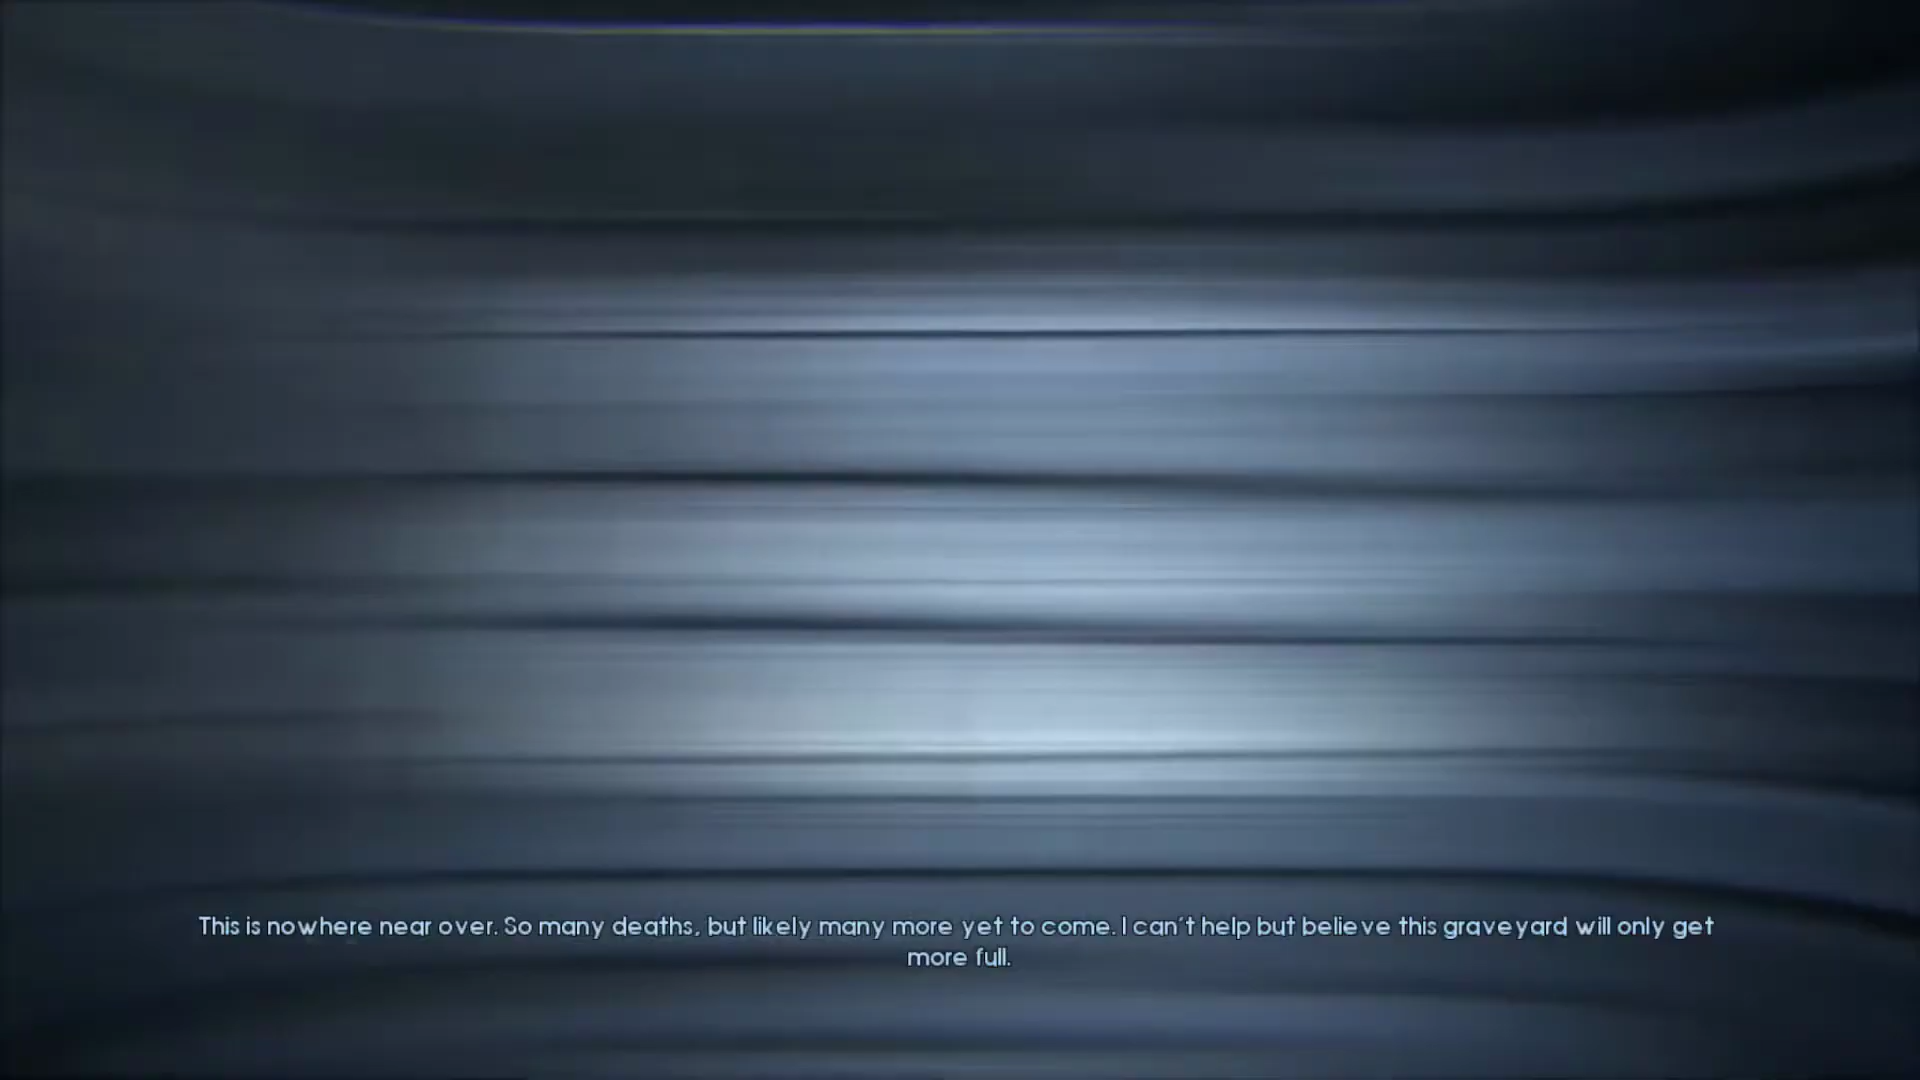 This is nowhere near over. So many deaths, but likely many more yet to come. I can't help but believe this graveyard will only get
more full.